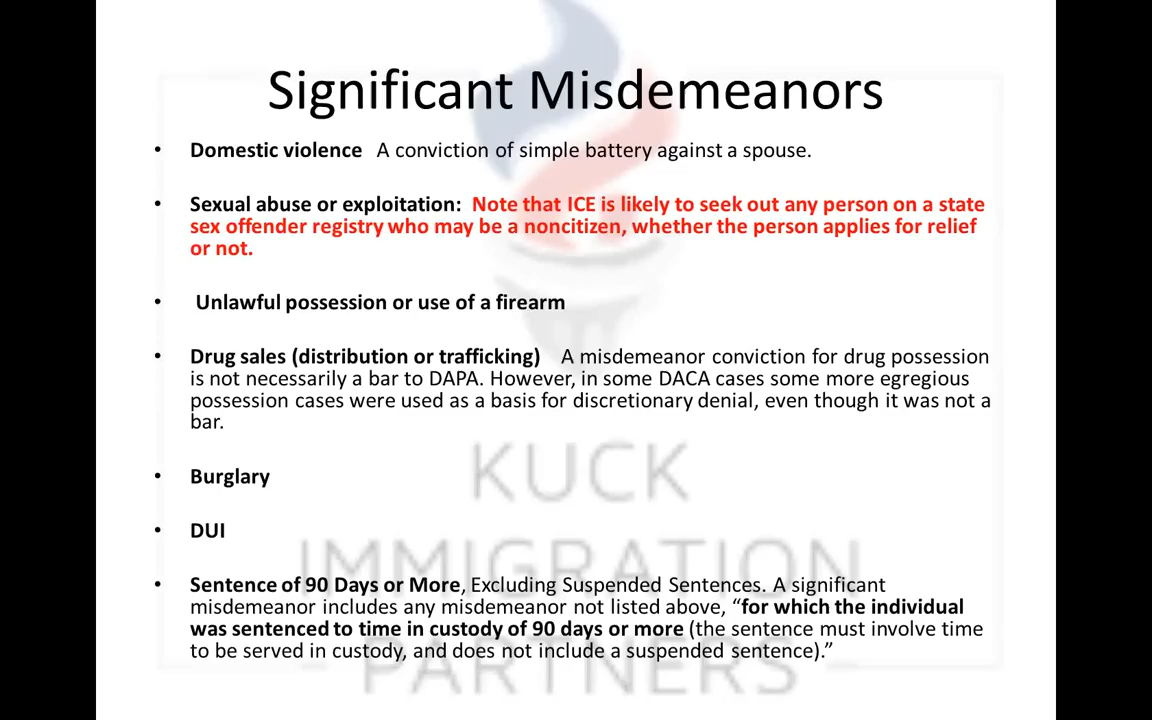 Significant Misdemeanors
• Domestic violence A conviction of simple battery against a spouse.
• Sexual abuse or exploitation: Note that ICE is likely to seek out any person on a state
sex offender registry who may be a noncitizen, whether the person applies for relief
or not.
• Unlawful possession or use of a firearm
• Drug sales (distribution or trafficking) A misdemeanor conviction for drug possession
is not necessarily a bar to DAPA. However, in some DACA cases some more egregious
possession cases were used as a basis for discretionary denial, even though it was not a
bar.
• Burglary
• DUI
• Sentence of 90 Days or More, Excluding Suspended Sentences. A significant
misdemeanor includes any misdemeanor not listed above, “for which the individual
was sentenced to time in custody of 90 days or more (the sentence must involve time
to be served in custody, and does not include a suspended sentence).”
KUCK
IMMIGRATION
PARTNERS